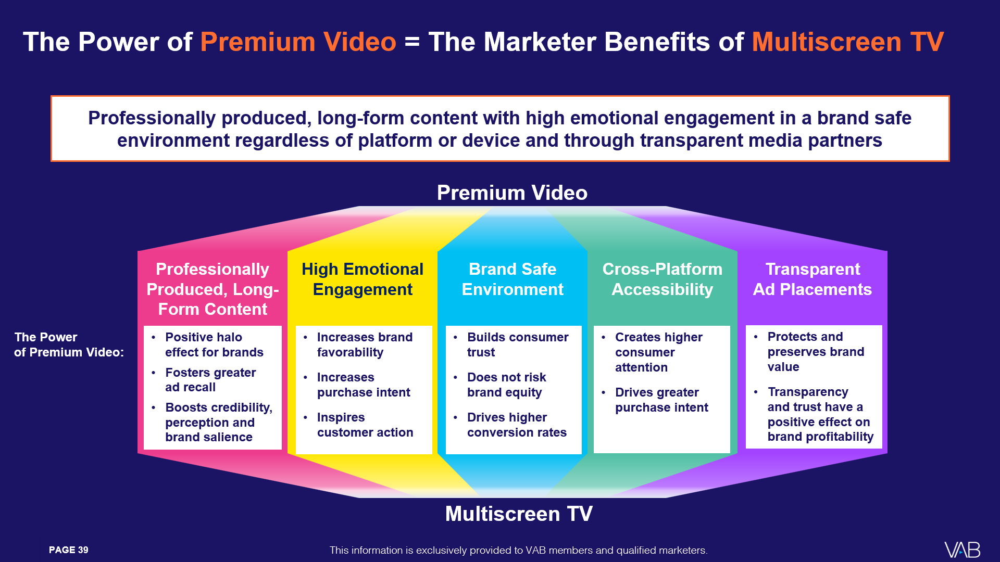 The Power of Premium Video = The Marketer Benefits of Multiscreen TV
Professionally produced, long-form content with high emotional engagement in a brand safe
environment regardless of platform or device and through transparent media partners
Premium Video
Professionally
Produced, Long-
Form Content
High Emotional
Engagement
Brand Safe
Environment
Cross-Platform
Accessibility
Transparent
Ad Placements
The Power
of Premium Video:
• Positive halo
effect for brands
• Fosters greater
ad recall
• Boosts credibility,
perception and
brand salience
• Increases brand
favorability
• Increases
purchase intent
• Inspires
customer action
• Builds consumer
trust
• Does not risk
brand equity
• Drives higher
conversion rates
• Creates higher
consumer
attention
• Drives greater
purchase intent
• Protects and
preserves brand
value
• Transparency
and trust have a
positive effect on
brand profitability
Multiscreen TV
PAGE 39
This information is exclusively provided to VAB members and qualified marketers.
VAB